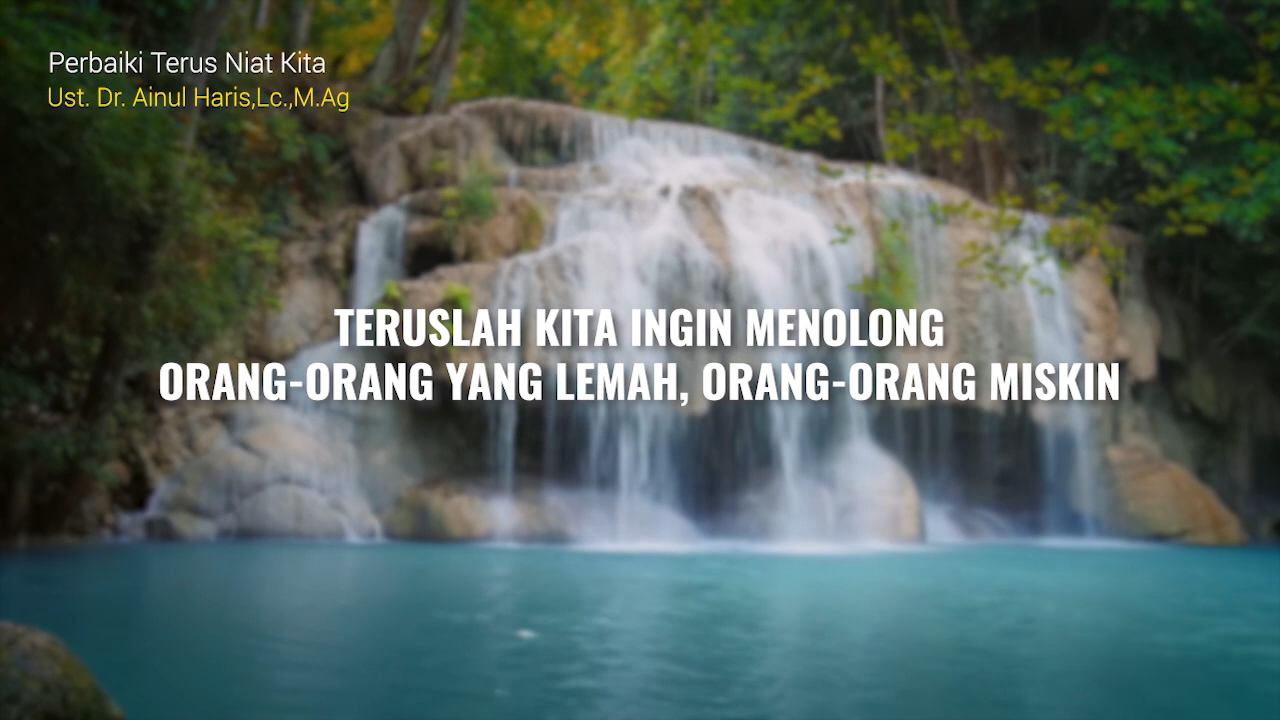 Perbaiki Terus Niat Kita
Ust. Dr. Ainul Haris,Lc.,M.Ag
TERUSLAH KITA INGIN MENOLONG
ORANG-ORANG YANG LEMAH, ORANG-ORANG MISKIN